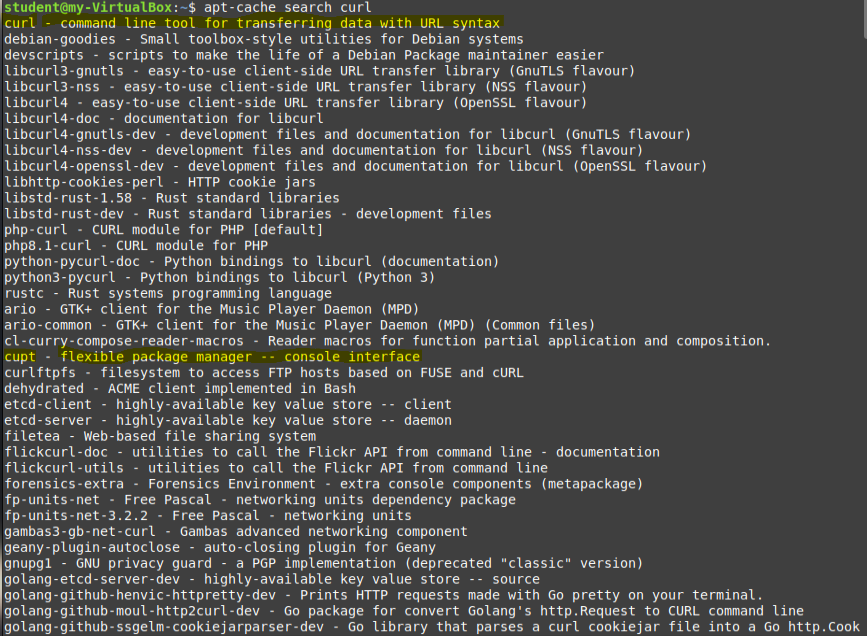 student@my-VirtualBox:~$ apt-cache search curl
curl - command line tool for transferring data with URL syntax
debian-goodies - Small toolbox-style utilities for Debian systems
devscripts - scripts to make the life of a Debian Package maintainer easier
libcurl3-gnutls - easy-to-use client-side URL transfer library (GnuTLS flavour)
libcurl3-nss - easy-to-use client-side URL transfer library (NSS flavour)
libcurl4 - easy-to-use client-side URL transfer library (OpenSSL flavour)
libcurl4-doc - documentation for libcurl
libcurl4-gnutls-dev - development files and documentation for libcurl (GnuTLS flavour)
libcurl4-nss-dev - development files and documentation for libcurl (NSS flavour)
libcurl4-openssl-dev - development files and documentation for libcurl (OpenSSL flavour)
libhttp-cookies-perl - HTTP cookie jars
libstd-rust-1.58 - Rust standard libraries
libstd-rust-dev - Rust standard libraries - development files
php-curl - CURL module for PHP [default]
php8.1-curl - CURL module for PHP
python-pycurl-doc - Python bindings to libcurl (documentation)
python3-pycurl - Python bindings to libcurl (Python 3)
rustc - Rust systems programming language
ario - GTK+ client for the Music Player Daemon (MPD)
ario-common - GTK+ client for the Music Player Daemon (MPD) (Common files)
cl-curry-compose-reader-macros - Reader macros for function partial application and composition.
cupt - flexible package manager -- console interface
curlftpfs - filesystem to access FTP hosts based on FUSE and cURL
dehydrated - ACME client implemented in Bash
etcd-client - highly-available key value store -- client
etcd-server - highly-available key value store -- daemon
filetea - Web-based file sharing system
flickcurl-doc - utilities to call the Flickr API from command line - documentation
flickcurl-utils - utilities to call the Flickr API from command line
forensics-extra - Forensics Environment - extra console components (metapackage)
fp-units-net - Free Pascal - networking units dependency package
fp-units-net-3.2.2 - Free Pascal - networking units
gambas3-gb-net-curl - Gambas advanced networking component
geany-plugin-autoclose - auto-closing plugin for Geany
gnupg1 - GNU privacy guard - a PGP implementation (deprecated "classic" version)
golang-etcd-server-dev - highly-available key value store -- source
golang-github-henvic-httpretty-dev - Prints HTTP requests made with Go pretty on your terminal.
golang-github-moul-http2curl-dev - Go package for convert Golang's http.Request to CURL command line
golang-github-ssgelm-cookiejarparser-dev - Go library that parses a curl cookiejar file into a Go http.Cook